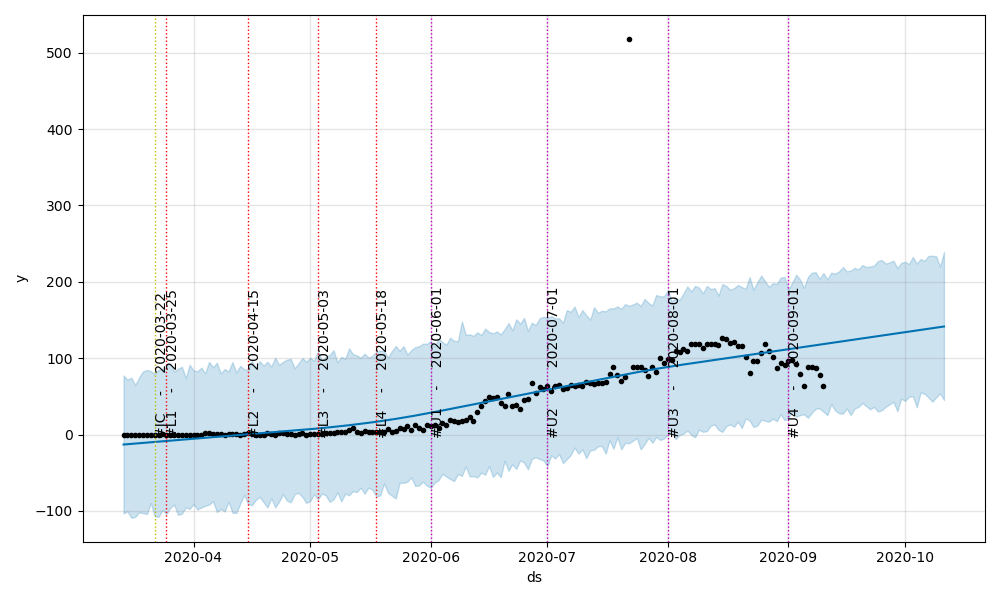 500
400
300
200
100
0
−100
y
#JC - 2020-03-22
#L1 - 2020-03-25
#L2 - 2020-04-15
#L3 - 2020-05-03
#L4 - 2020-05-18
#U1 - 2020-06-01
#U2 - 2020-07-01
#U3 - 2020-08-01
#U4 - 2020-09-01
2020-04
2020-05
2020-06
2020-07
2020-08
2020-09
2020-10
ds